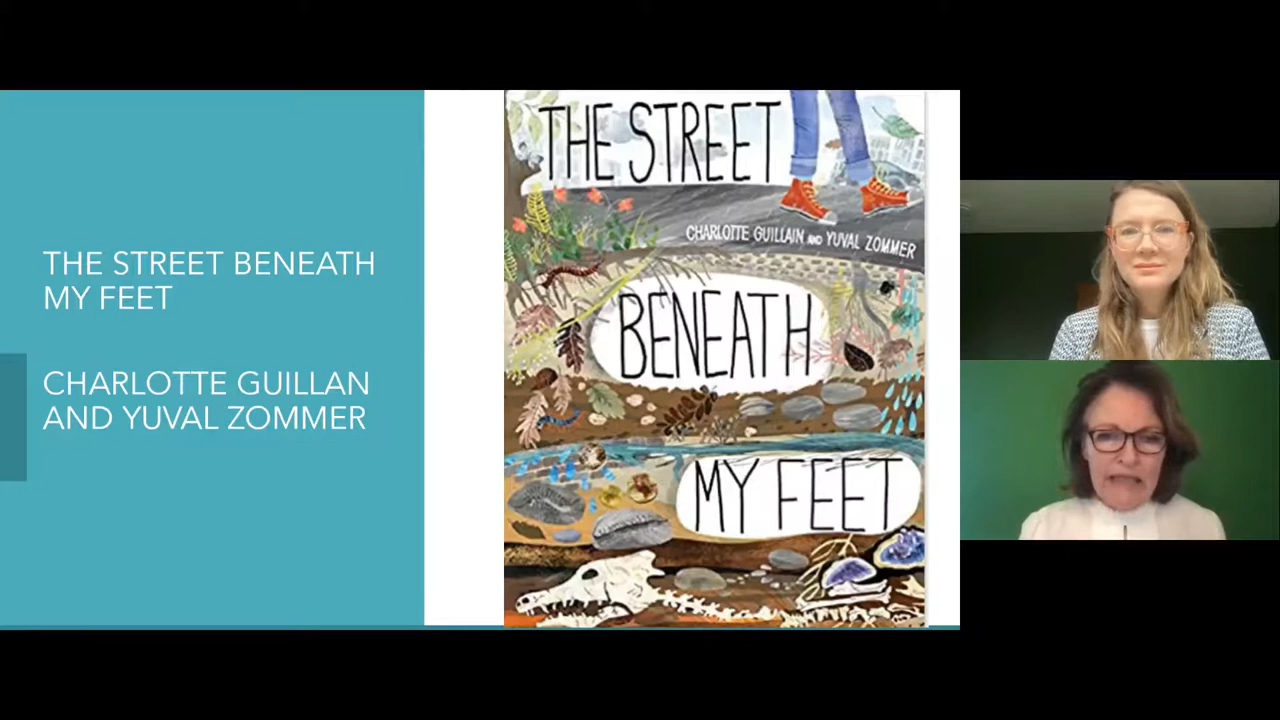 THE STREET BENEATH
MY FEET
CHARLOTTE GUILLAN
AND YUVAL ZOMMER
THE STREET
CHARLOTTE GUILLAIN AND YUVAL ZOMMER
BENEATH
MY FEET